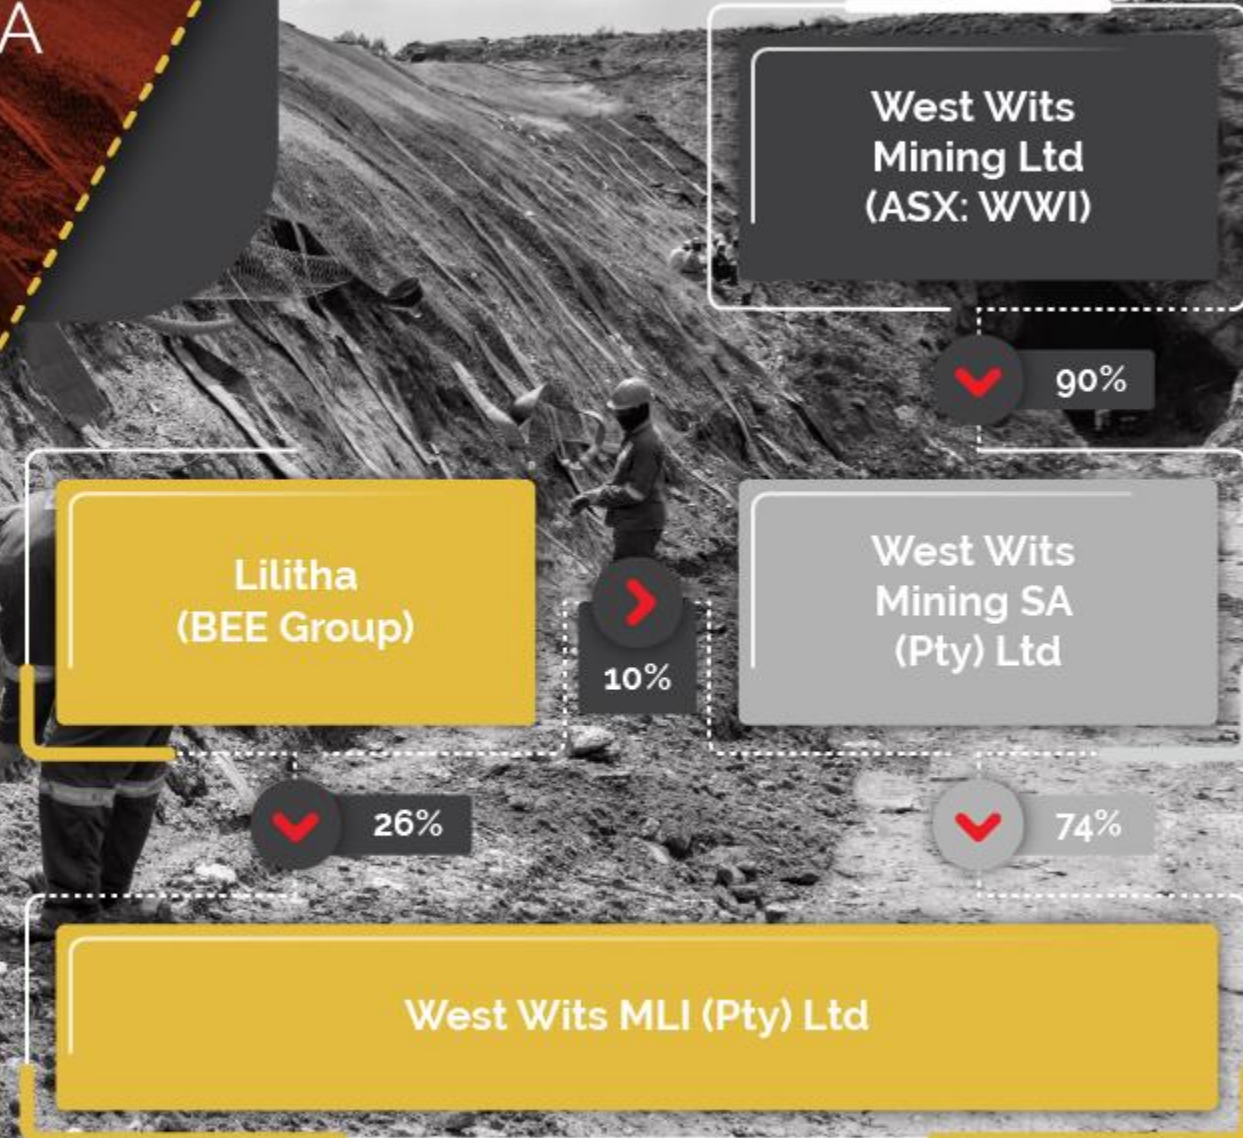 A
West Wits
Mining Ltd
(ASX: WWI)
90%
Lilitha
(BEE Group)
10%
West Wits
Mining SA
(Pty) Ltd
26%
74%
West Wits MLI (Pty) Ltd